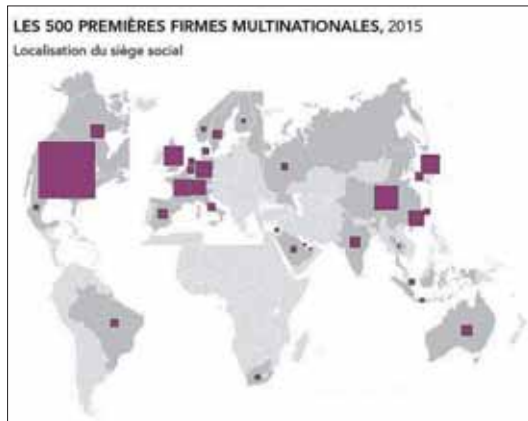 LES 500 PREMIÈRES FIRMES MULTINATIONALES, 2015
Localisation du siège social